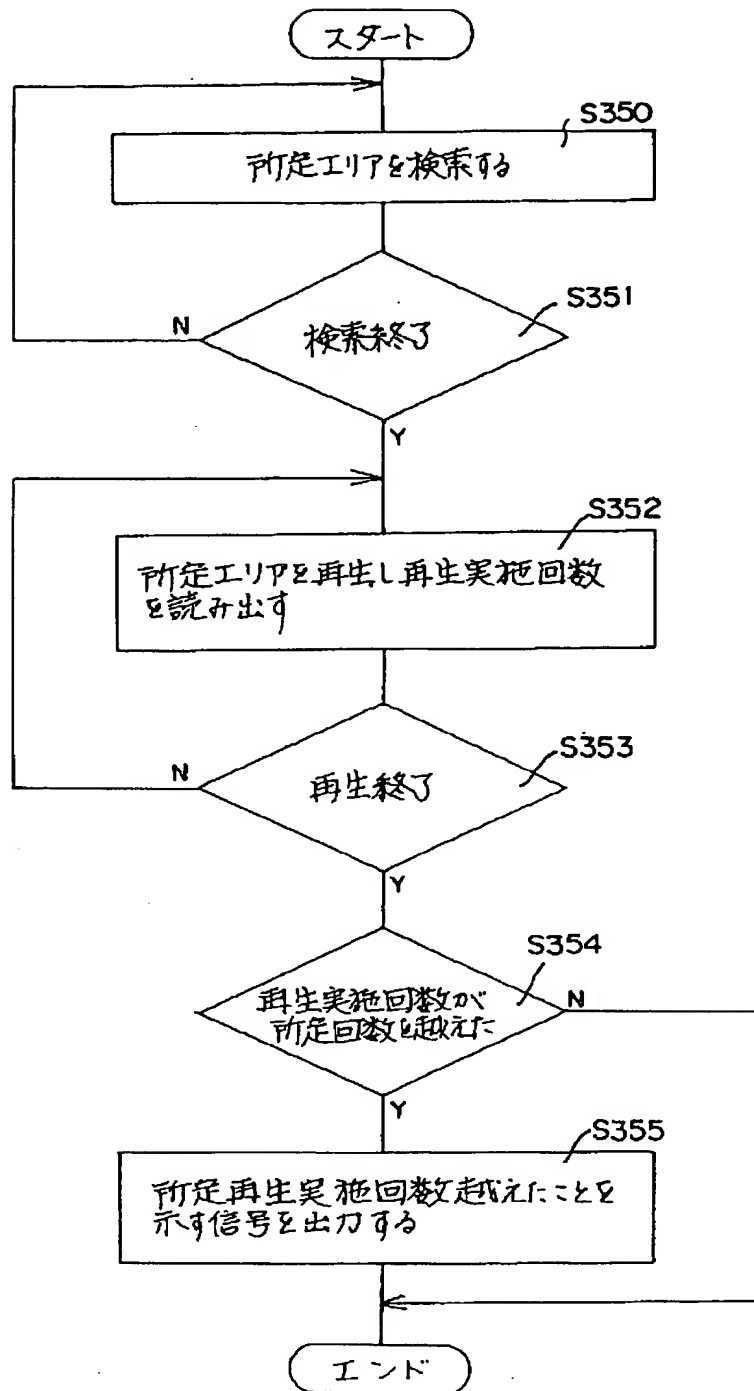 スタート
S350
所定エリアを検索する
S351
検索終了
N
Y
S352
所定エリアを再生し再生実施回数
を読み出す
S353
再生終了
N
Y
S354
再生実施回数が
所定回数を越えた
N
Y
S355
所定再生実施回数越えたことを
示す信号を出力する
エンド